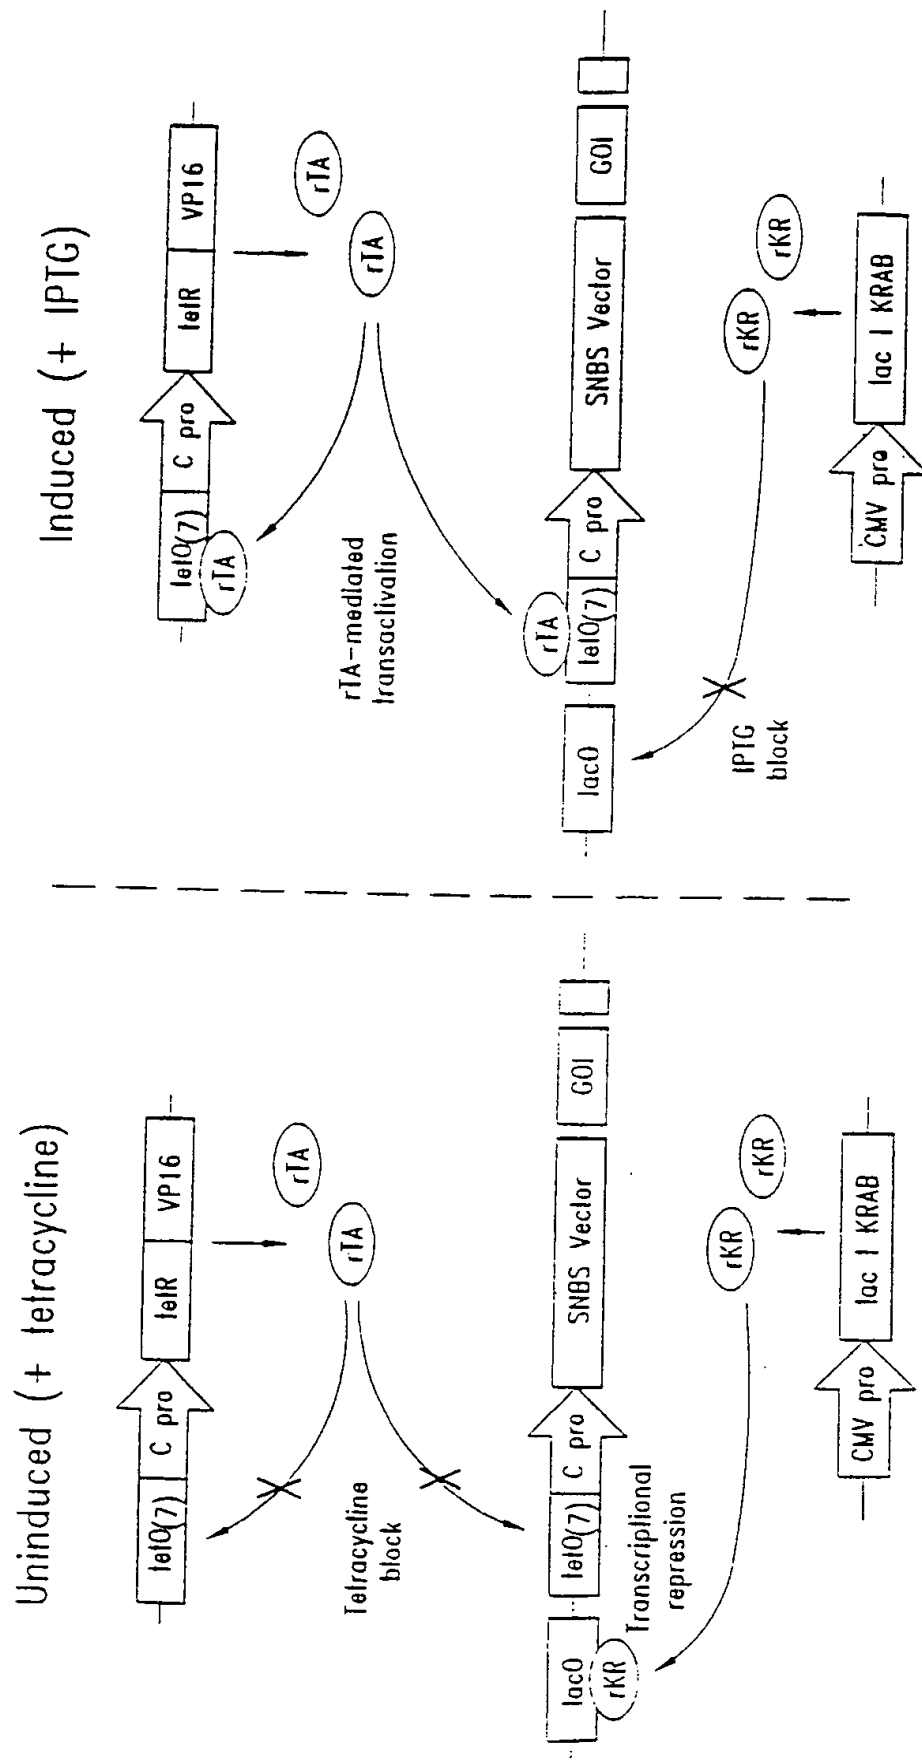 Uninduced (+ tetracycline)
tetO(7)
C pro
tetR
VP16
rTA
rTA
Tetracycline
block
lacO
rKR
tetO(7)
C pro
SNBS Vector
GOI
Transcriptional
repression
rKR
rKR
CMV pro
lac I KRAB
Induced (+ IPTG)
tetO(7)
rTA
C pro
tetR
VP16
rTA
rTA
rTA-mediated
transactivation
rTA
lacO
tetO(7)
C pro
SNBS Vector
GOI
IPTG
block
rKR
rKR
CMV pro
lac I KRAB